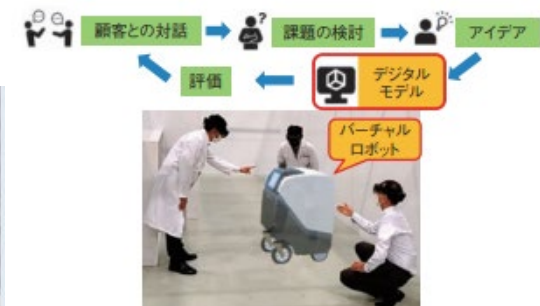 顧客との対話
課題の検討
アイデア
評価
デジタル
モデル
バーチャル
ロボット